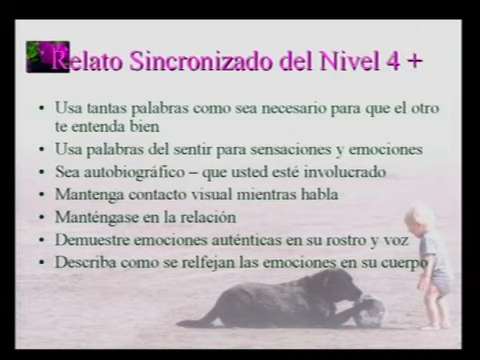 Relato Sincronizado del Nivel 4 +
• Usa tantas palabras como sea necesario para que el otro
te entenda bien
• Usa palabras del sentir para sensaciones y emociones
• Sea autobiográfico – que usted esté involucrado
• Mantenga contacto visual mientras habla
• Manténgase en la relación
• Demuestre emociones auténticas en su rostro y voz
• Describa como se relfejan las emociones en su cuerpo